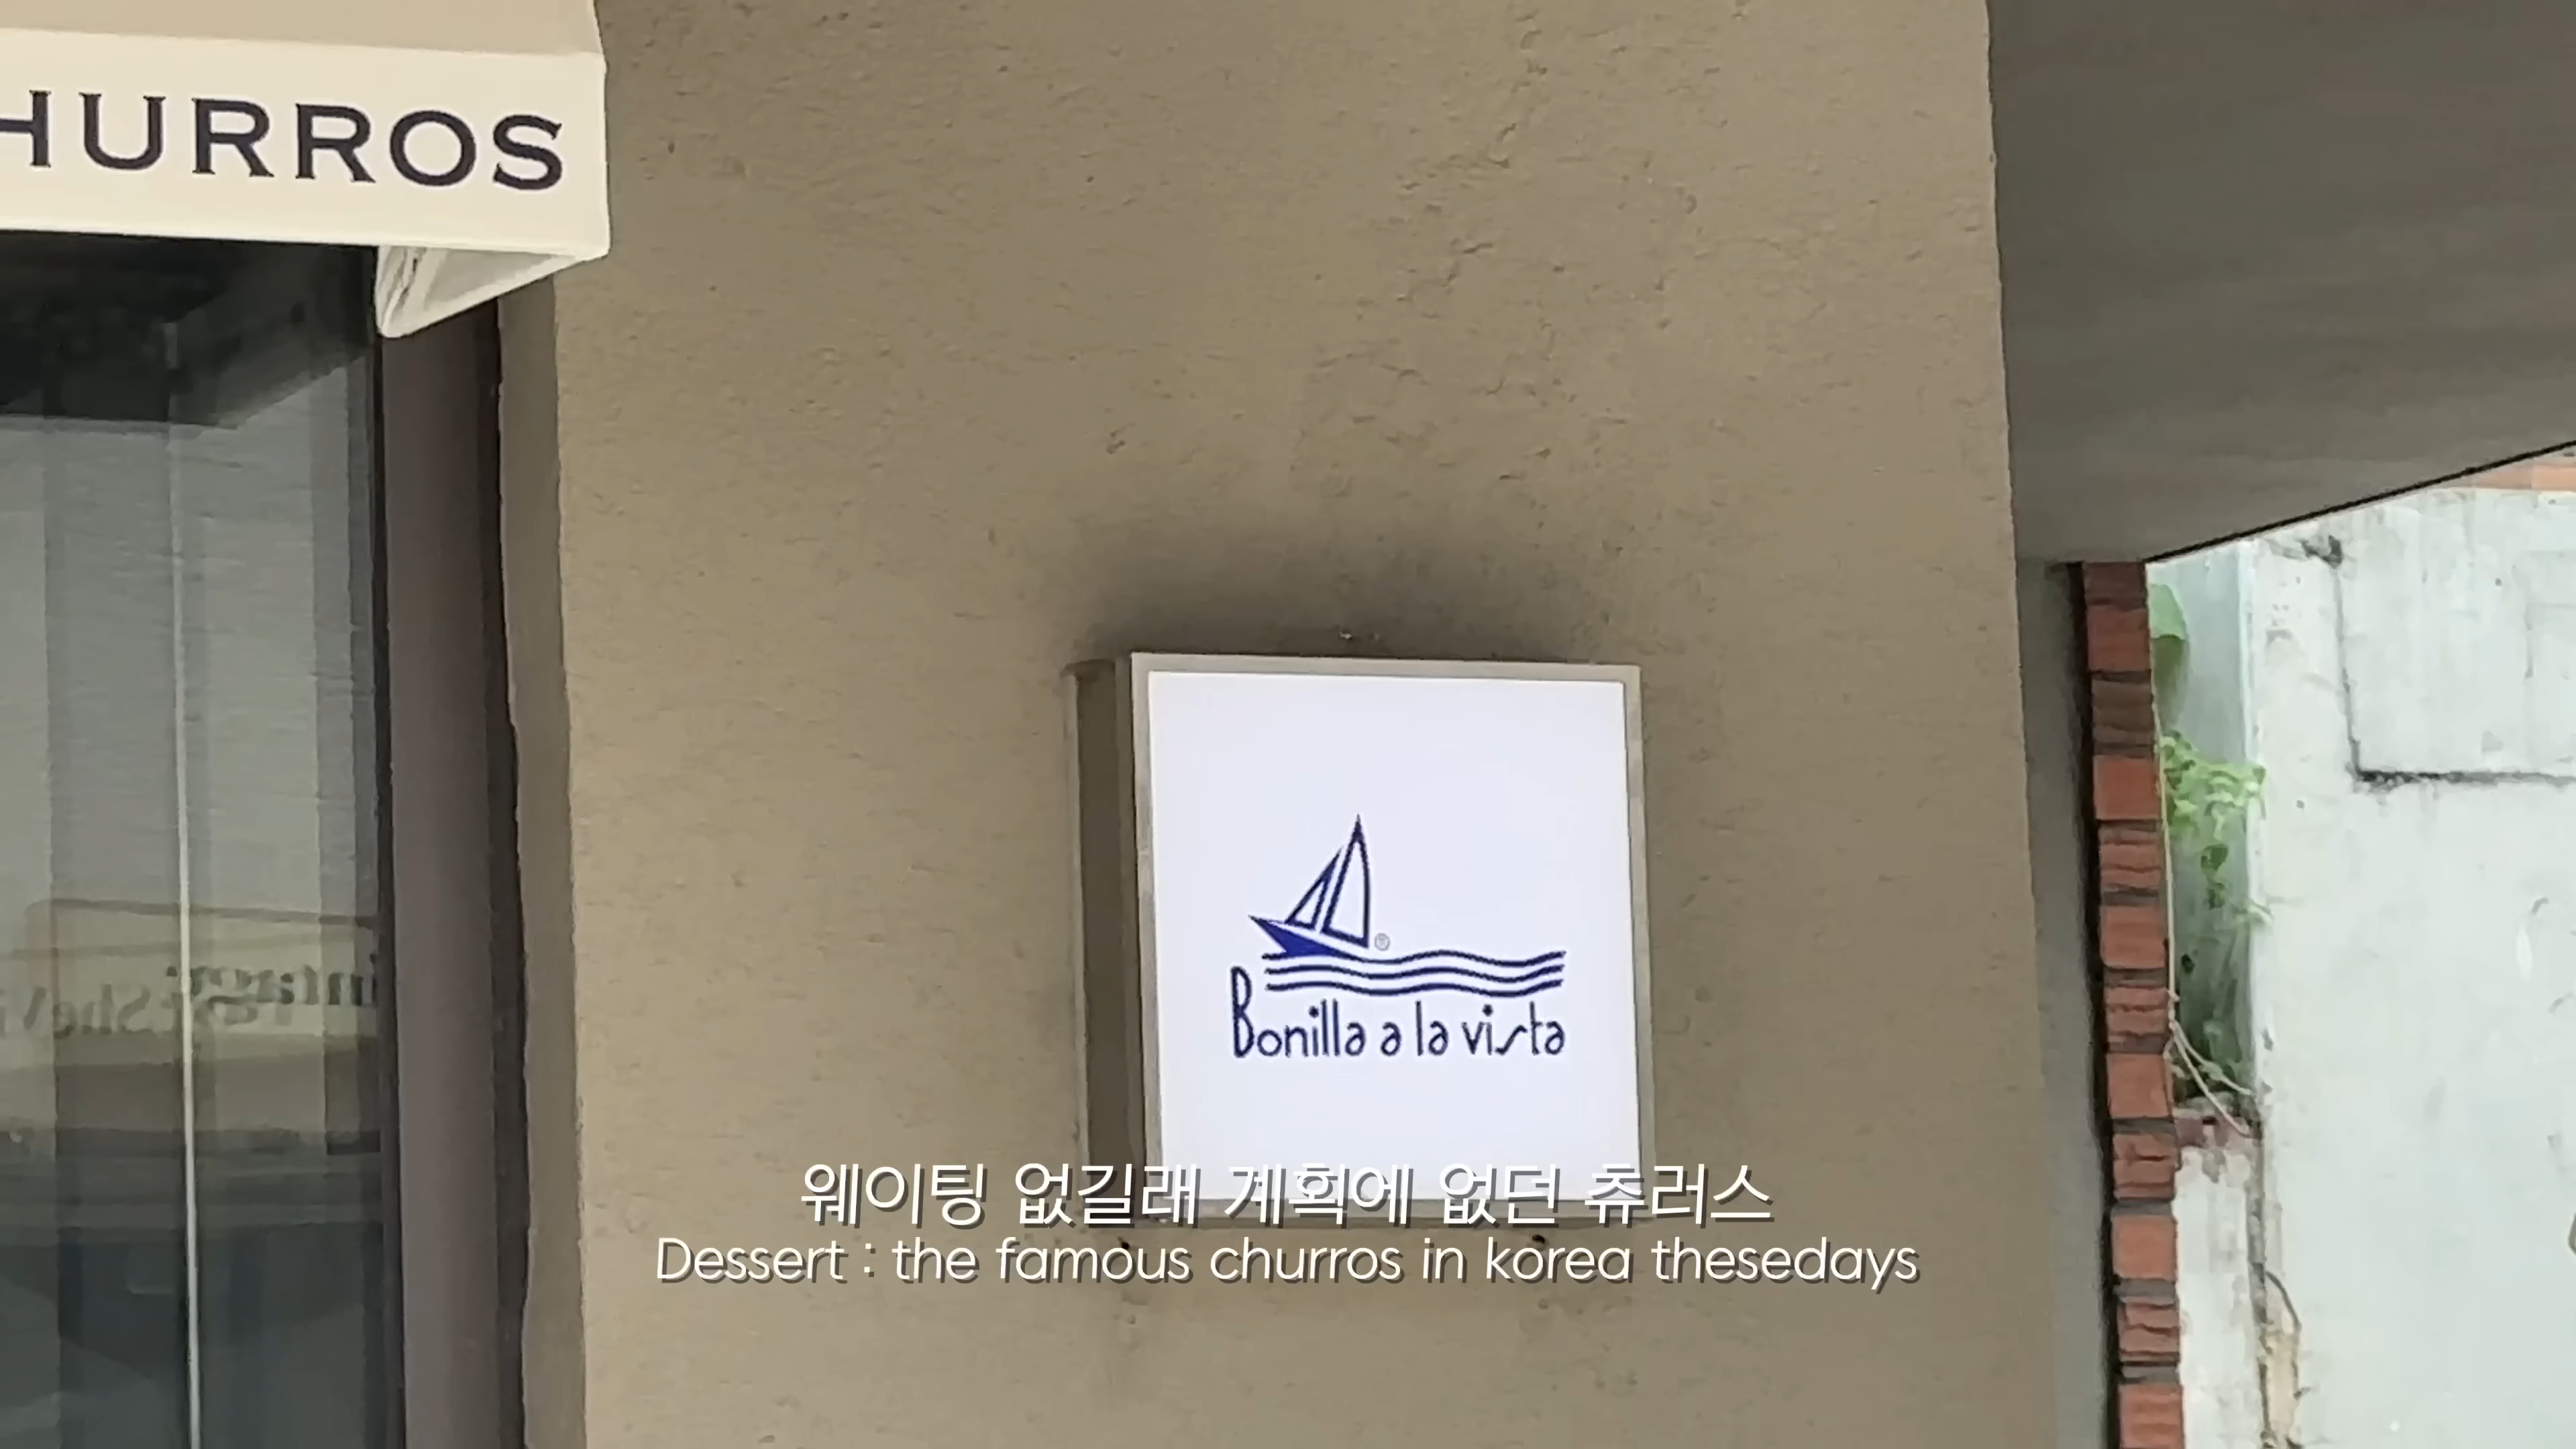 HURROS
Bonilla a la vista
웨이팅 없길래 계획에 없던 츄러스
Dessert : the famous churros in korea thesedays